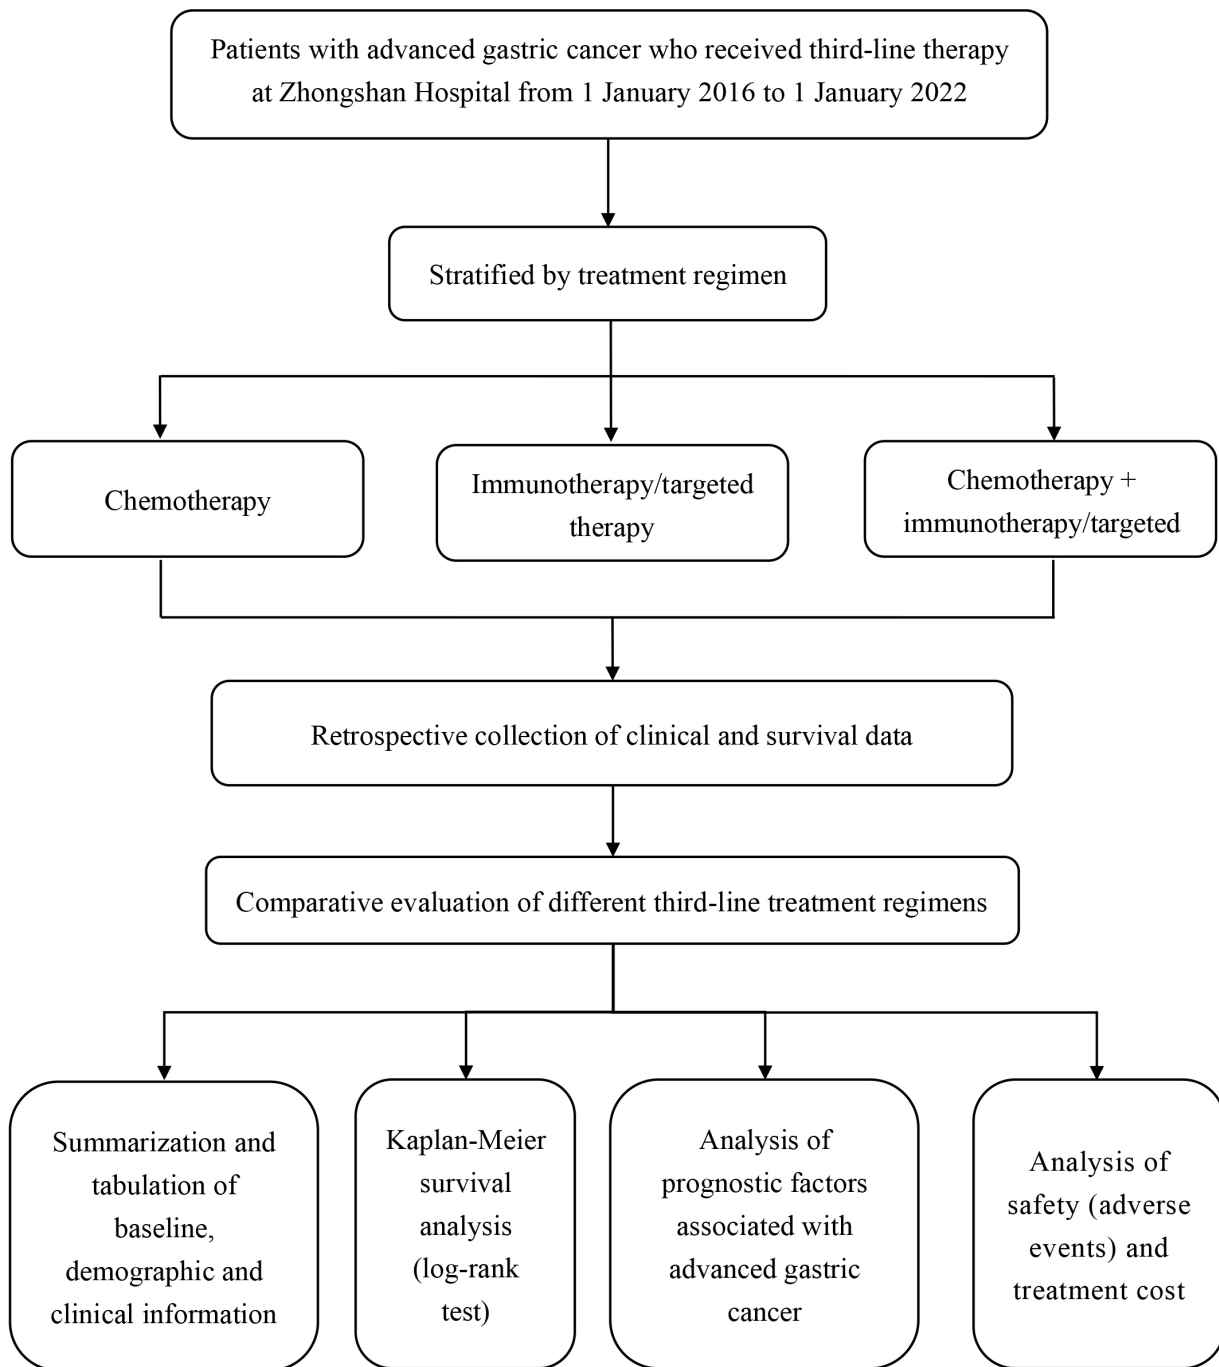 Patients with advanced gastric cancer who received third-line therapy
at Zhongshan Hospital from 1 January 2016 to 1 January 2022
Stratified by treatment regimen
Chemotherapy
Immunotherapy/targeted
therapy
Chemotherapy +
immunotherapy/targeted
Retrospective collection of clinical and survival data
Comparative evaluation of different third-line treatment regimens
Summarization and
tabulation of
baseline,
demographic and
clinical information
Kaplan-Meier
survival
analysis
(log-rank
test)
Analysis of
prognostic factors
associated with
advanced gastric
cancer
Analysis of
safety (adverse
events) and
treatment cost